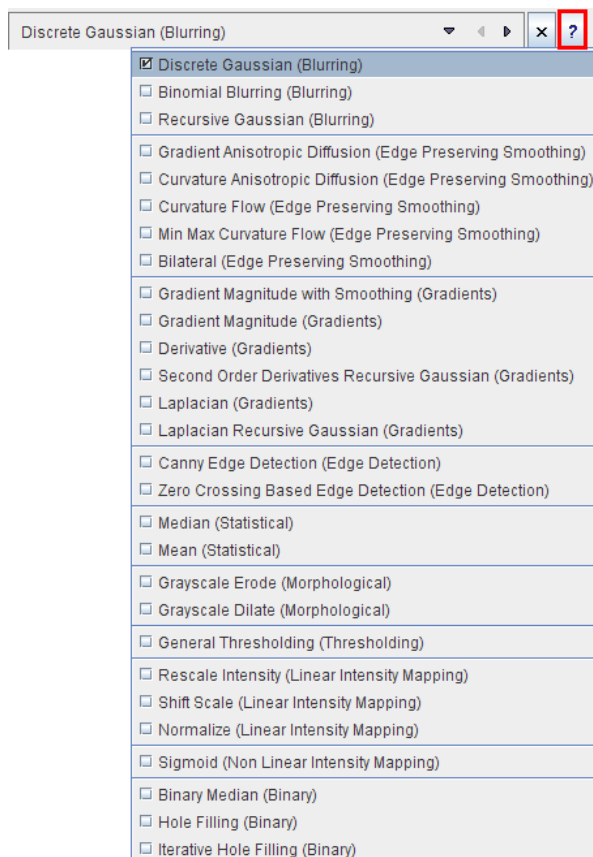 Discrete Gaussian (Blurring) ?
Discrete Gaussian (Blurring)
Binomial Blurring (Blurring)
Recursive Gaussian (Blurring)
Gradient Anisotropic Diffusion (Edge Preserving Smoothing)
Curvature Anisotropic Diffusion (Edge Preserving Smoothing)
Curvature Flow (Edge Preserving Smoothing)
Min Max Curvature Flow (Edge Preserving Smoothing)
Bilateral (Edge Preserving Smoothing)
Gradient Magnitude with Smoothing (Gradients)
Gradient Magnitude (Gradients)
Derivative (Gradients)
Second Order Derivatives Recursive Gaussian (Gradients)
Laplacian (Gradients)
Laplacian Recursive Gaussian (Gradients)
Canny Edge Detection (Edge Detection)
Zero Crossing Based Edge Detection (Edge Detection)
Median (Statistical)
Mean (Statistical)
Grayscale Erode (Morphological)
Grayscale Dilate (Morphological)
General Thresholding (Thresholding)
Rescale Intensity (Linear Intensity Mapping)
Shift Scale (Linear Intensity Mapping)
Normalize (Linear Intensity Mapping)
Sigmoid (Non Linear Intensity Mapping)
Binary Median (Binary)
Hole Filling (Binary)
Iterative Hole Filling (Binary)